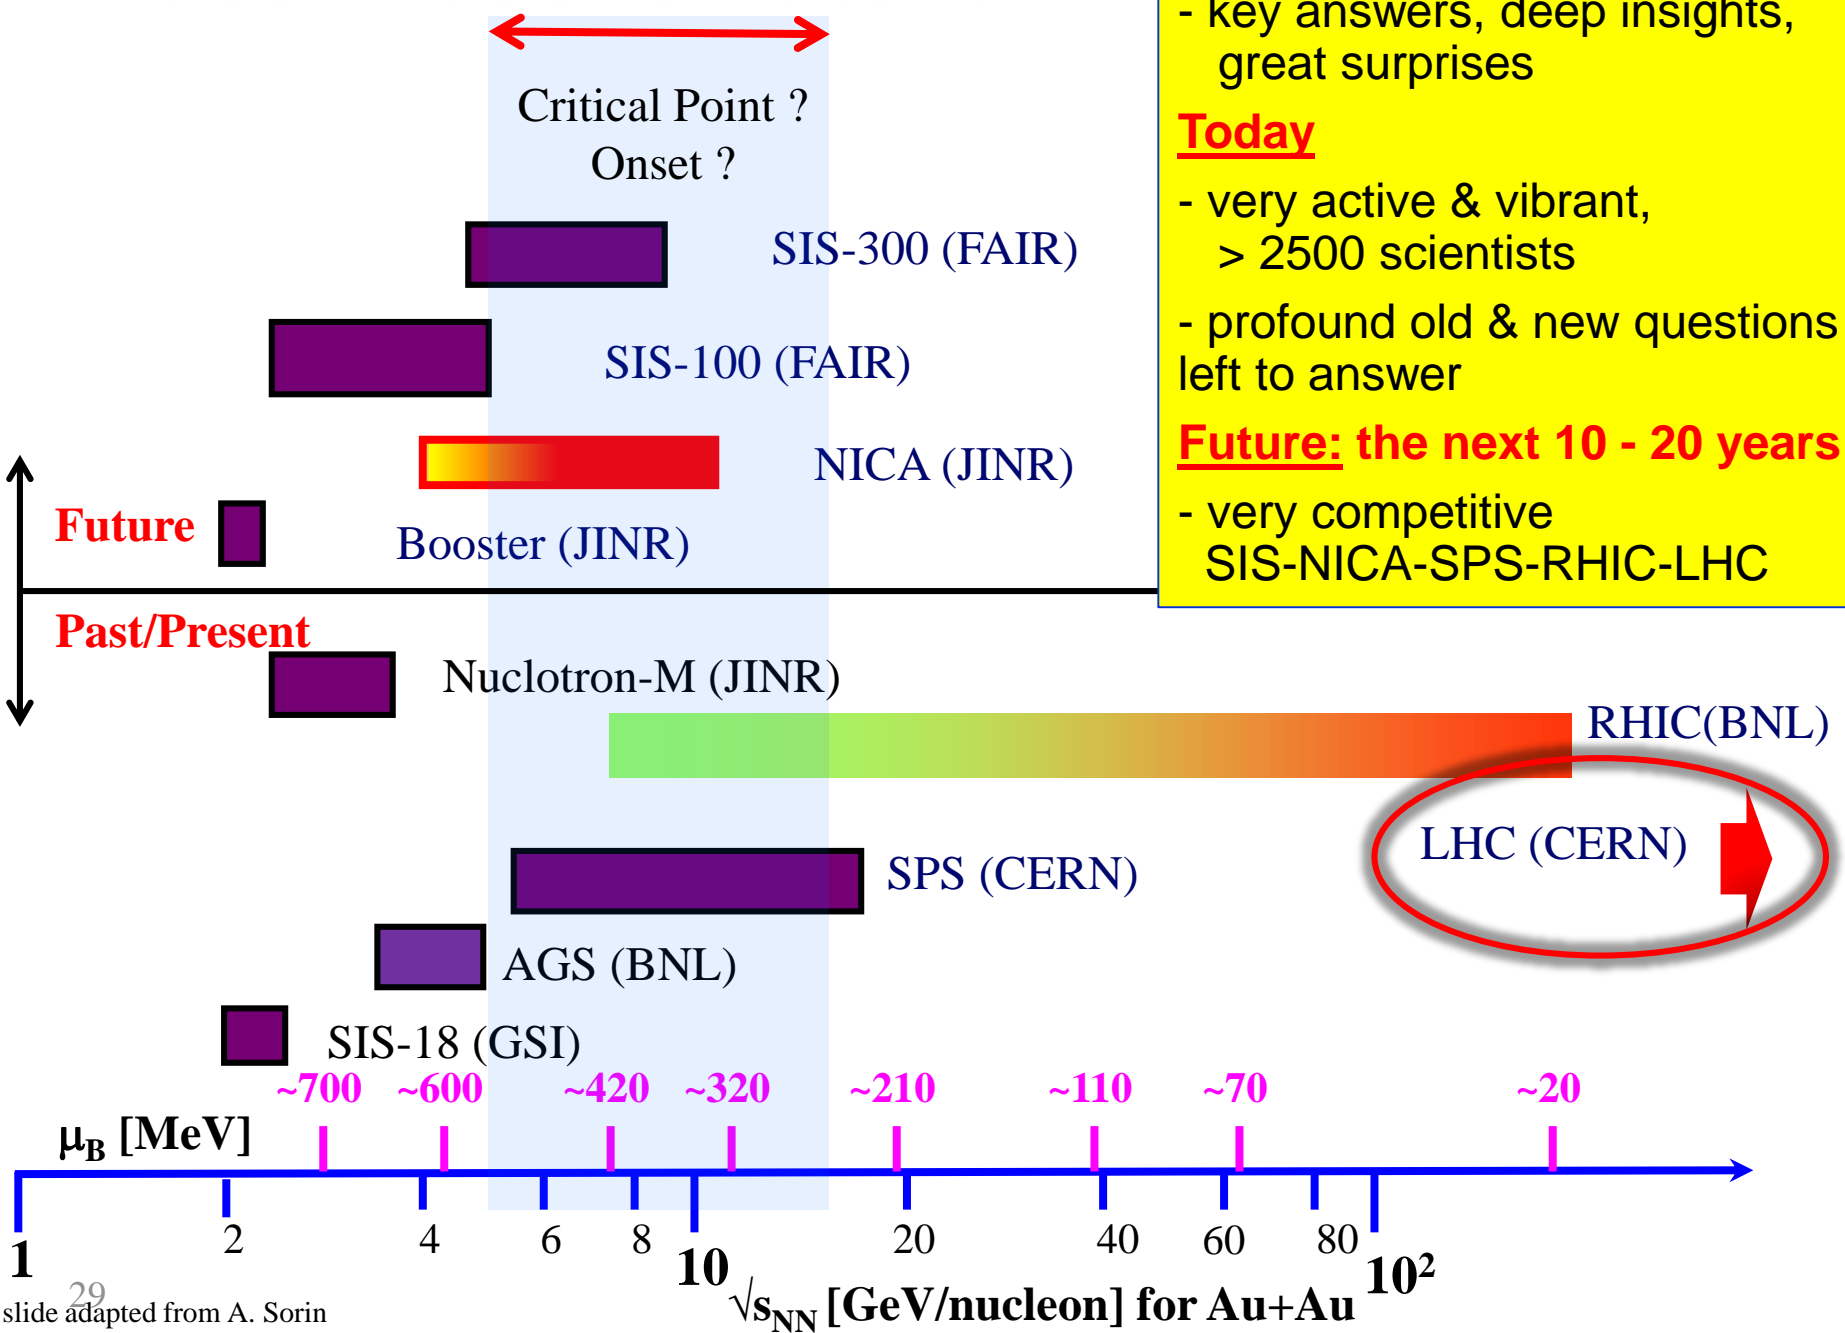 - key answers, deep insights,
great surprises
Today
- very active & vibrant,
> 2500 scientists
- profound old & new questions
left to answer
Future: the next 10 - 20 years
- very competitive
SIS-NICA-SPS-RHIC-LHC
Critical Point ?
Onset ?
SIS-300 (FAIR)
SIS-100 (FAIR)
NICA (JINR)
Future
Booster (JINR)
Past/Present
Nuclotron-M (JINR)
RHIC(BNL)
LHC (CERN)
SPS (CERN)
AGS (BNL)
SIS-18 (GSI)
~700 ~600 ~420 ~320 ~210 ~110 ~70 ~20
μB [MeV]
2 4 6 8 20 40 60 80
1 10 10²
√sNN [GeV/nucleon] for Au+Au
29
slide adapted from A. Sorin